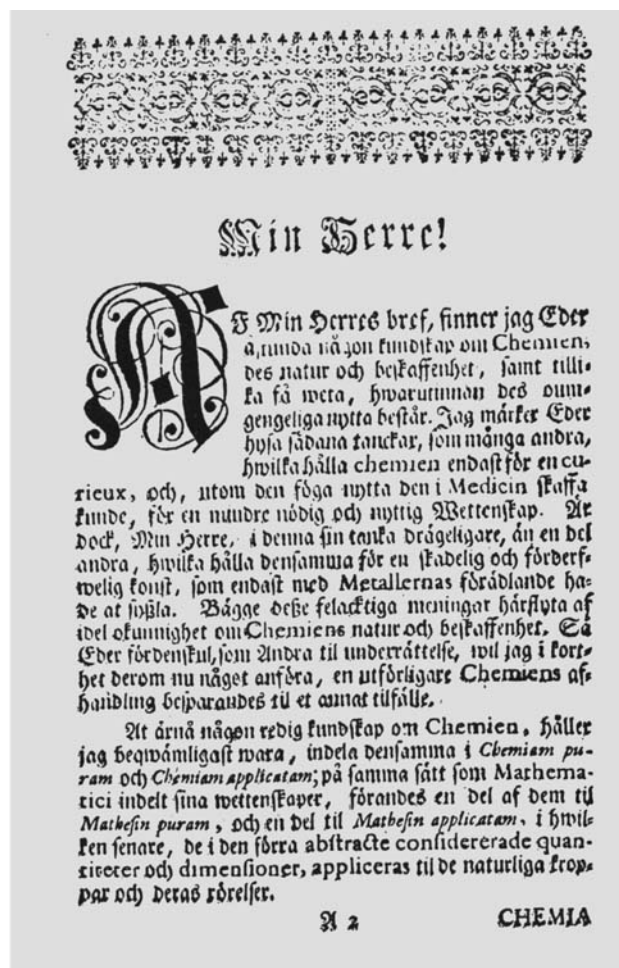 Min Herre!
AF Min Herres bref, finner jag Eder
åstunda någon kundskap om Chemien,
des natur och beskaffenhet, samt tilli-
ka få weta, hwarutinnan des oum-
gengeliga nytta består. Jag märker Eder
hysa sådana tanckar, som många andra,
hwilka hålla chemien endast för en cu-
rieux, och, utom den föga nytta den i Medicin skaffa
kunde, för en mindre nödig och nyttig Wettenskap. Är
dock, Min Herre, i denna sin tanka drägeligare, än en del
andra, hwilka hålla densamma för en skadelig och förderf-
welig konst, som endast med Metallernas förädlande ha-
de at syßla. Bägge deße felacktiga meningar härflyta af
idel okunnighet om Chemiens natur och beskaffenhet. Så
Eder fördenskul, som Andra til underrättelse, wil jag i kort-
het derom nu något anföra, en utförligare Chemiens af-
handling besparandes til et annat tilfälle.
At ärnå någon redig kundskap om Chemien, håller
jag beqwämligast wara, indela densamma i Chemiam pu-
ram och Chemiam applicatam; på samma sätt som Mathema-
tici indelt sina wettenskaper, förandes en del af dem til
Mathesin puram, och en del til Mathesin applicatam, i hwil-
ken senare, de i den förra abstracte considererade quan-
titeter och dimensioner, appliceras til de naturliga krop-
par och deras rörelser.
A 2 CHEMIA